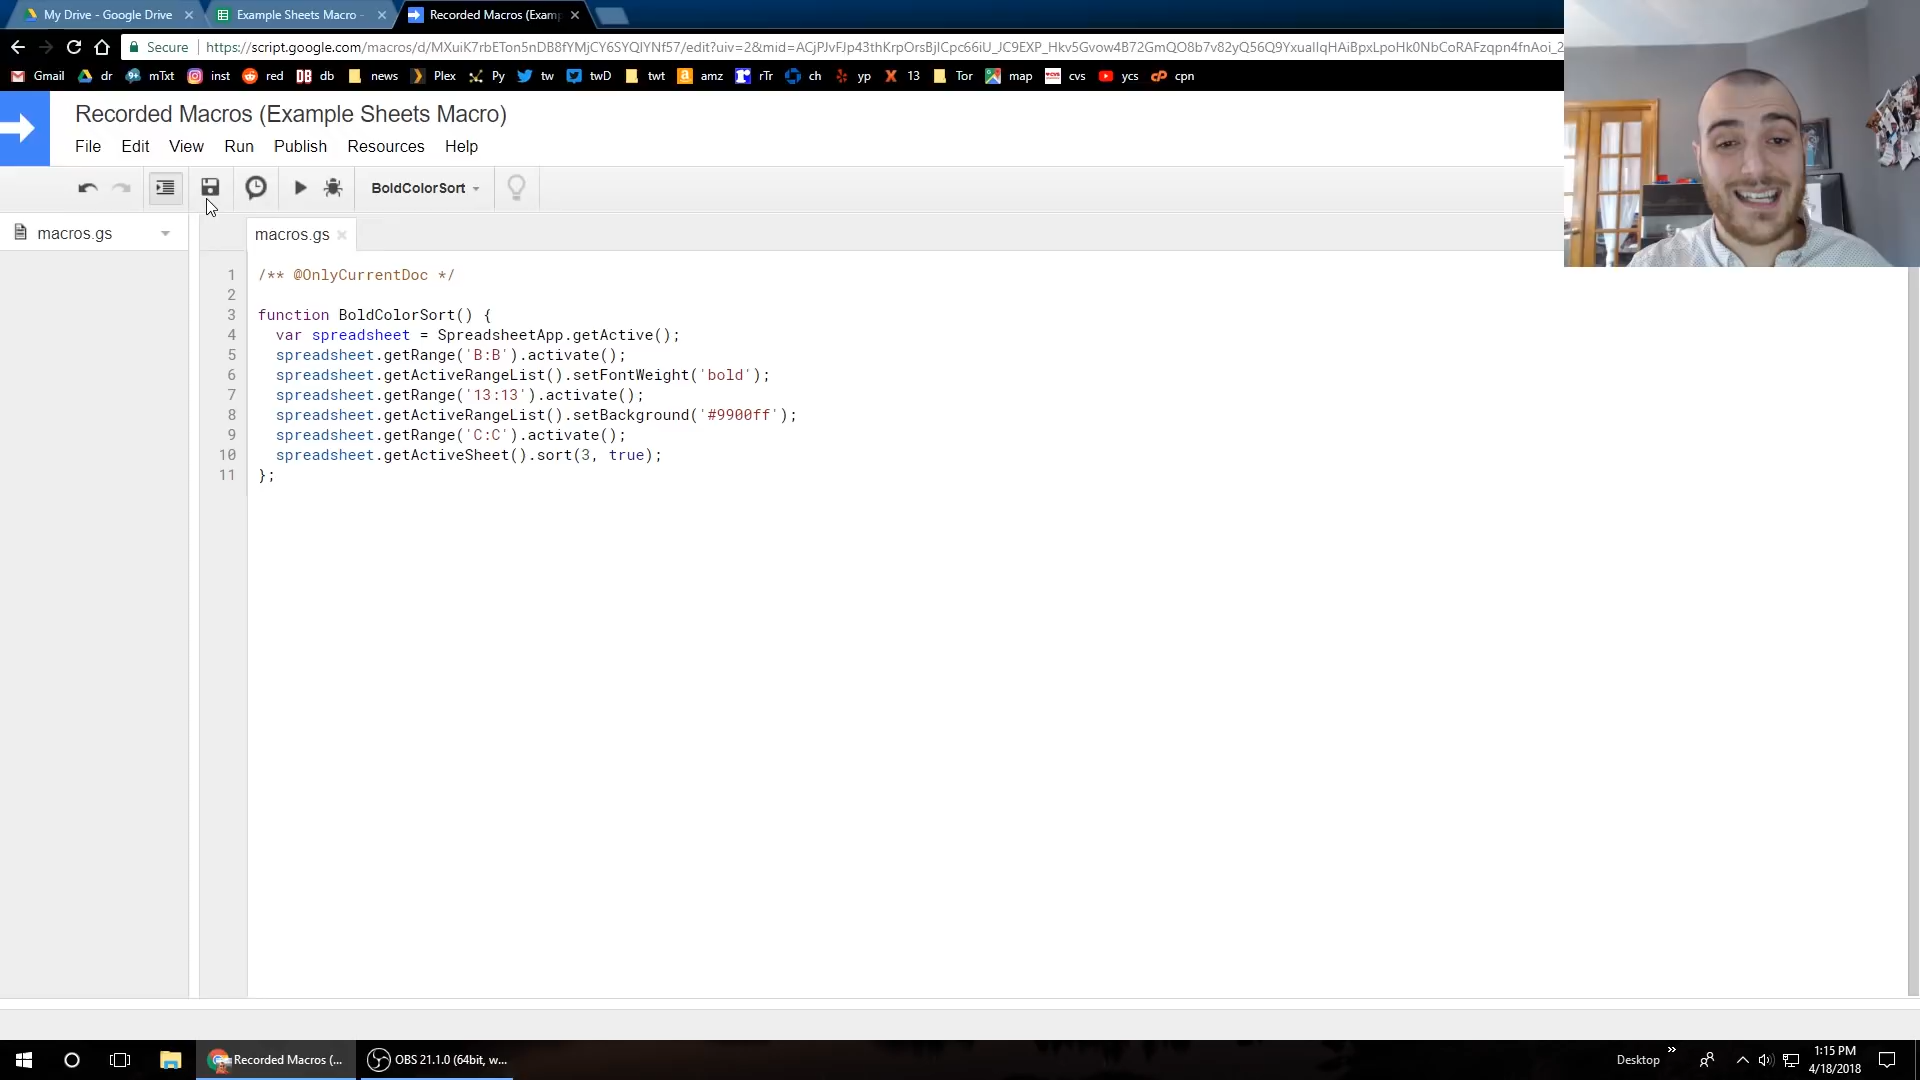 My Drive - Google Drive
Example Sheets Macro -
Recorded Macros (Examp
Secure
https://script.google.com/macros/d/MXuiK7rbETon5nDB8fYMjCY6SYQIYNf57/edit?uiv=2&mid=
Gmail dr mTxt inst red DB db news Plex Py tw twD twt amz rTr ch yp 13 Tor map cvs ycs cpn
Recorded Macros (Example Sheets Macro)
File Edit View Run Publish Resources Help
BoldColorSort
macros.gs
macros.gs
1 /** @OnlyCurrentDoc */
2
3 function BoldColorSort() {
4 var spreadsheet = SpreadsheetApp.getActive();
5 spreadsheet.getRange('B:B').activate();
6 spreadsheet.getActiveRangeList().setFontWeight('bold');
7 spreadsheet.getRange('13:13').activate();
8 spreadsheet.getActiveRangeList().setBackground('#9900ff');
9 spreadsheet.getRange('C:C').activate();
10 spreadsheet.getActiveSheet().sort(3, true);
11 };
Recorded Macros (...
OBS 21.1.0 (64bit, w...
Desktop
1:15 PM
4/18/2018